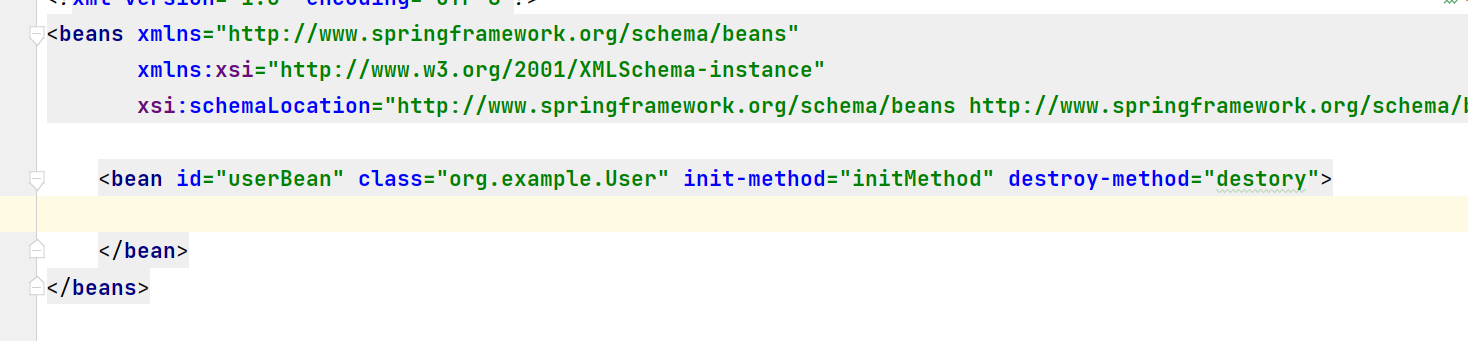 <?xml version="1.0" encoding="UTF-8"?>
<beans xmlns="http://www.springframework.org/schema/beans"
xmlns:xsi="http://www.w3.org/2001/XMLSchema-instance"
xsi:schemaLocation="http://www.springframework.org/schema/beans http://www.springframework.org/schema/
<bean id="userBean" class="org.example.User" init-method="initMethod" destroy-method="destory">
</bean>
</beans>